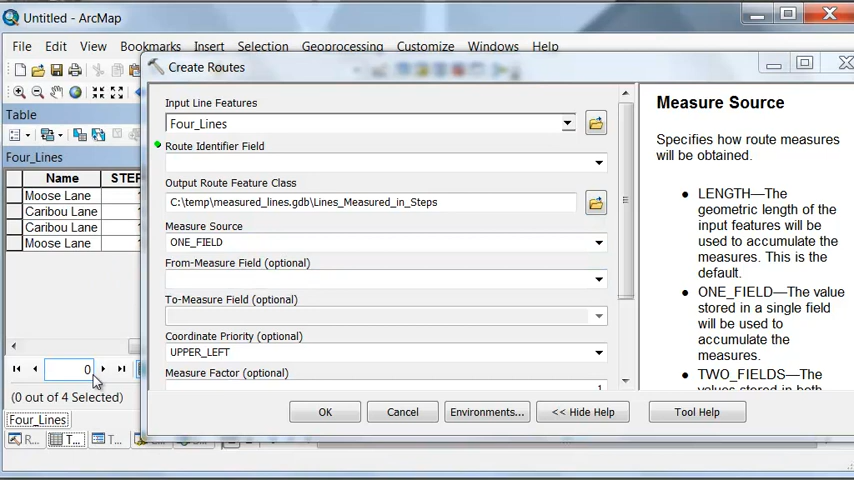 Untitled - ArcMap
File Edit View Bookmarks Insert Selection Geoprocessing Customize Windows Help
Create Routes
Table
Four_Lines
Name STEP
Moose Lane
Caribou Lane
Caribou Lane
Moose Lane
0
(0 out of 4 Selected)
Four_Lines
R... T... T...
Input Line Features
Four_Lines
Route Identifier Field
Output Route Feature Class
C:\temp\measured_lines.gdb\Lines_Measured_in_Steps
Measure Source
ONE_FIELD
From-Measure Field (optional)
To-Measure Field (optional)
Coordinate Priority (optional)
UPPER_LEFT
Measure Factor (optional)
1
OK Cancel Environments... << Hide Help Tool Help
Measure Source
Specifies how route measures
will be obtained.
● LENGTH—The
geometric length of the
input features will be
used to accumulate the
measures. This is the
default.
● ONE_FIELD—The value
stored in a single field
will be used to
accumulate the
measures.
● TWO_FIELDS—The
values stored in both